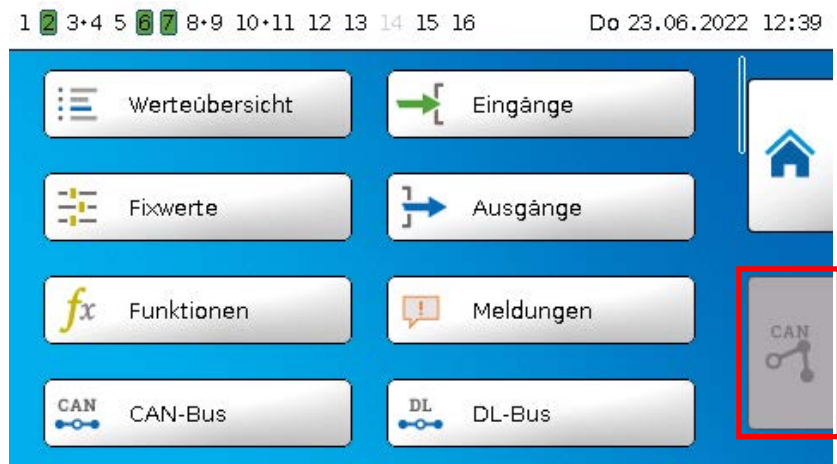 1 2 3+4 5 6 7 8+9 10+11 12 13 14 15 16 Do 23.06.2022 12:39
Werteübersicht Eingänge
Fixwerte Ausgänge
fx Funktionen ! Meldungen
CAN
CAN CAN-Bus DL DL-Bus